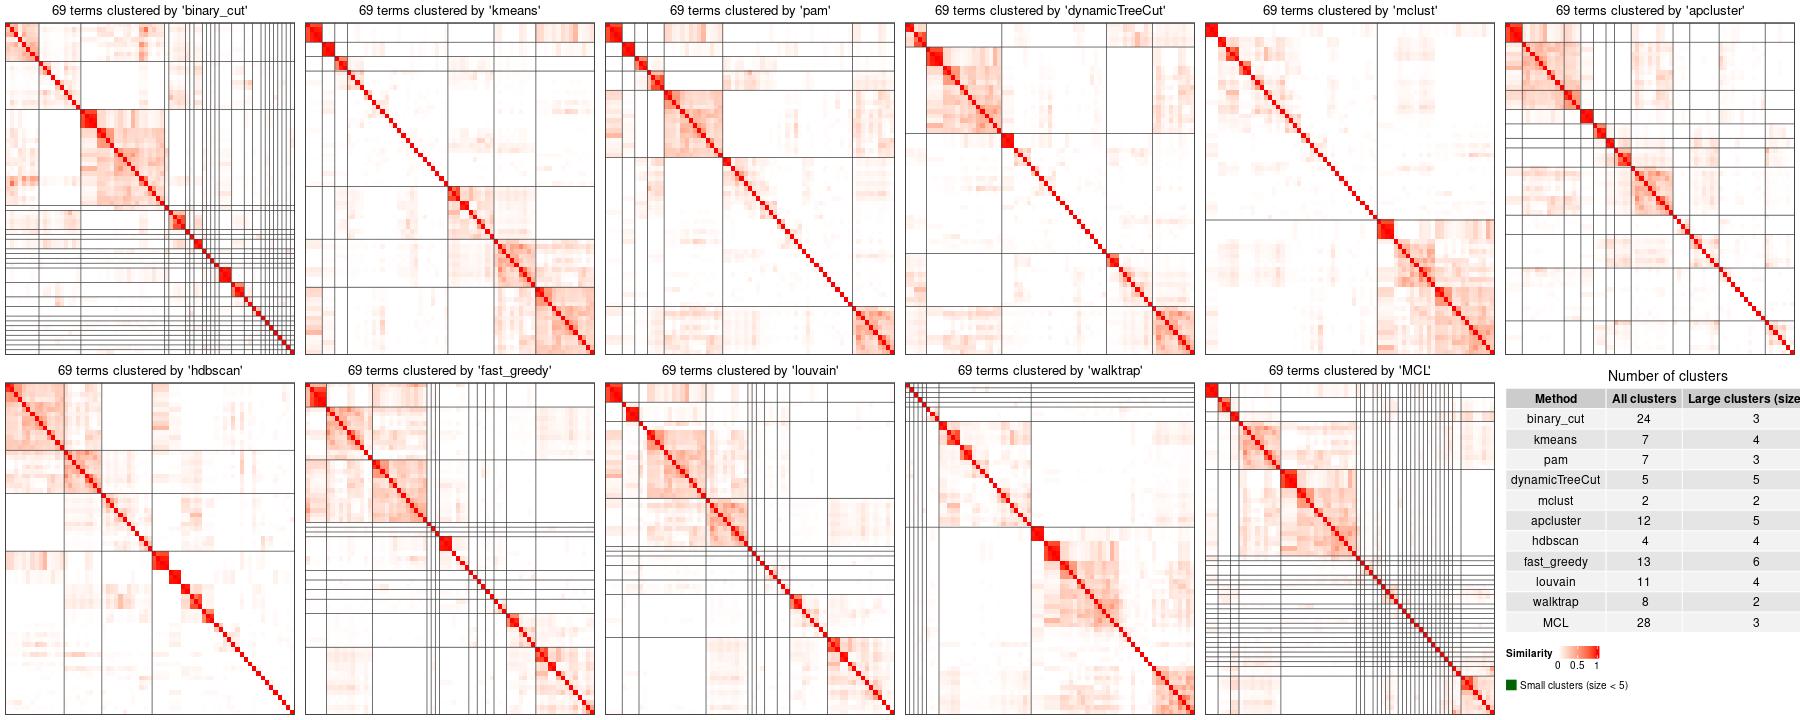 69 terms clustered by 'binary_cut'
69 terms clustered by 'kmeans'
69 terms clustered by 'pam'
69 terms clustered by 'dynamicTreeCut'
69 terms clustered by 'mclust'
69 terms clustered by 'apcluster'
69 terms clustered by 'hdbscan'
69 terms clustered by 'fast_greedy'
69 terms clustered by 'louvain'
69 terms clustered by 'walktrap'
69 terms clustered by 'MCL'
Number of clusters
Method All clusters Large clusters (size
binary_cut 24 3
kmeans 7 4
pam 7 3
dynamicTreeCut 5 5
mclust 2 2
apcluster 12 5
hdbscan 4 4
fast_greedy 13 6
louvain 11 4
walktrap 8 2
MCL 28 3
Similarity
0 0.5 1
Small clusters (size < 5)